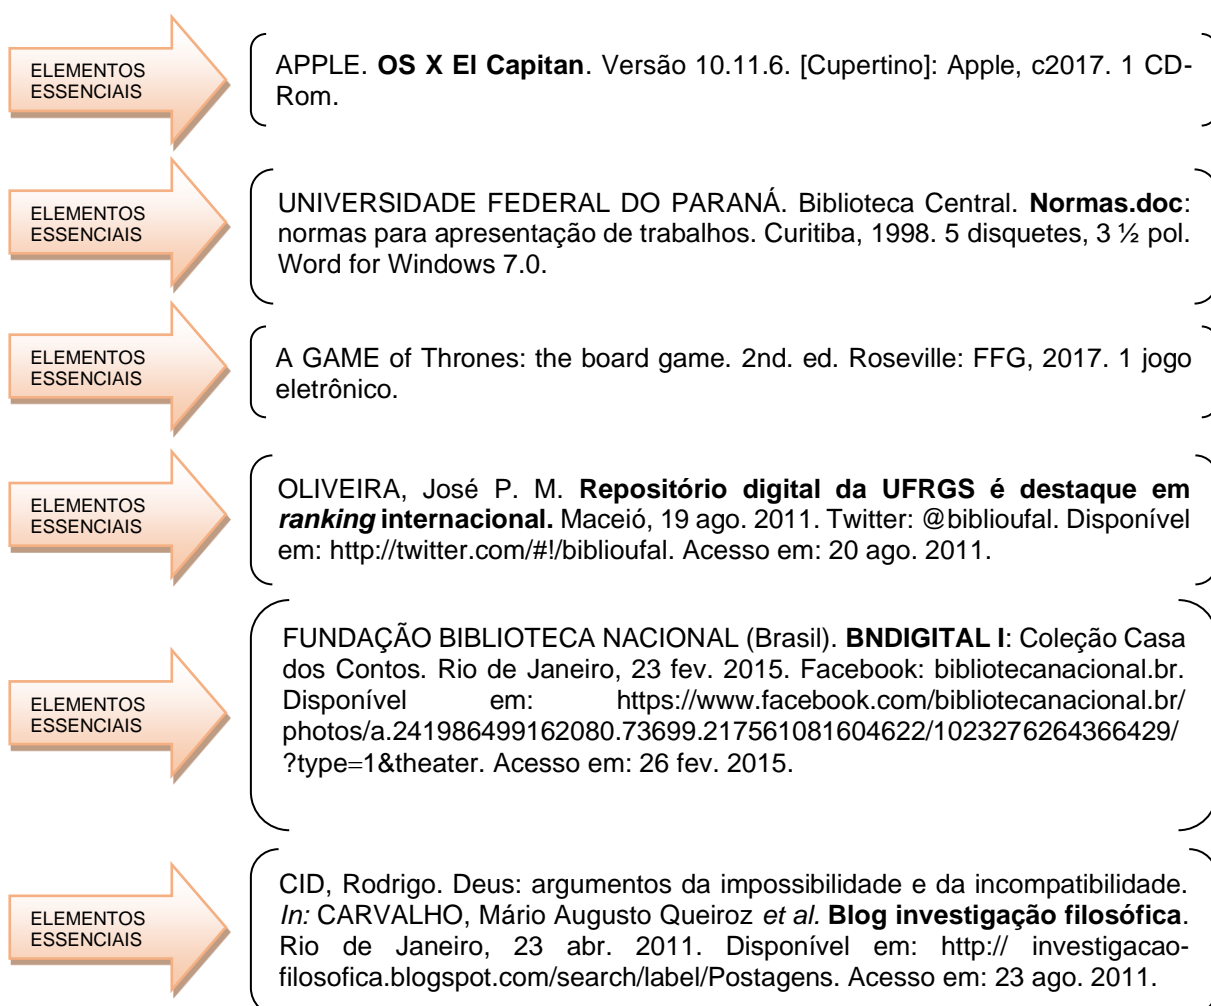 ELEMENTOS
ESSENCIAIS
APPLE. OS X El Capitan. Versão 10.11.6. [Cupertino]: Apple, c2017. 1 CD-
Rom.
ELEMENTOS
ESSENCIAIS
UNIVERSIDADE FEDERAL DO PARANÁ. Biblioteca Central. Normas.doc:
normas para apresentação de trabalhos. Curitiba, 1998. 5 disquetes, 3 ½ pol.
Word for Windows 7.0.
ELEMENTOS
ESSENCIAIS
A GAME of Thrones: the board game. 2nd. ed. Roseville: FFG, 2017. 1 jogo
eletrônico.
ELEMENTOS
ESSENCIAIS
OLIVEIRA, José P. M. Repositório digital da UFRGS é destaque em
ranking internacional. Maceió, 19 ago. 2011. Twitter: @biblioufal. Disponível
em: http://twitter.com/#!/biblioufal. Acesso em: 20 ago. 2011.
ELEMENTOS
ESSENCIAIS
FUNDAÇÃO BIBLIOTECA NACIONAL (Brasil). BNDIGITAL I: Coleção Casa
dos Contos. Rio de Janeiro, 23 fev. 2015. Facebook: bibliotecanacional.br.
Disponível em: https://www.facebook.com/bibliotecanacional.br/
photos/a.241986499162080.73699.217561081604622/1023276264366429/
?type=1&theater. Acesso em: 26 fev. 2015.
ELEMENTOS
ESSENCIAIS
CID, Rodrigo. Deus: argumentos da impossibilidade e da incompatibilidade.
In: CARVALHO, Mário Augusto Queiroz et al. Blog investigação filosófica.
Rio de Janeiro, 23 abr. 2011. Disponível em: http:// investigacao-
filosofica.blogspot.com/search/label/Postagens. Acesso em: 23 ago. 2011.